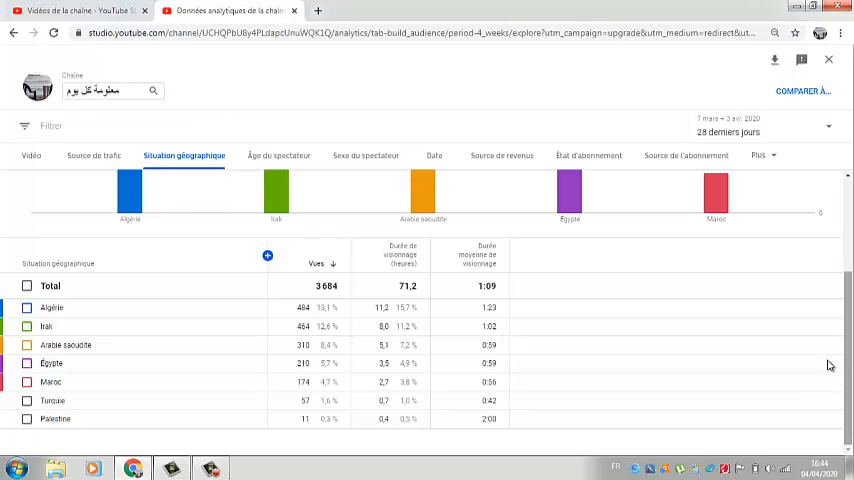 Vidéos de la chaîne - YouTube St
Données analytiques de la chaîn
studio.youtube.com/channel/UCHQPbU8y4PLdapcUnuWQK1Q/analytics/tab-build_audience/period-4_weeks/explore?utm_campaign=upgrade&utm_medium=redirect&ut...
Chaîne
معلومة كل يوم
COMPARER À...
Filtrer
7 mars – 3 avr. 2020
28 derniers jours
Vidéo Source de trafic Situation géographique Âge du spectateur Sexe du spectateur Date Source de revenus État d'abonnement Source de l'abonnement Plus
0
Algérie Irak Arabie saoudite Égypte Maroc
Situation géographique Vues Durée de visionnage (heures) Durée moyenne de visionnage
Total 3 684 71,2 1:09
Algérie 484 13,1 % 11,2 15,7 % 1:23
Irak 464 12,6 % 8,0 11,2 % 1:02
Arabie saoudite 310 8,4 % 5,1 7,2 % 0:59
Égypte 210 5,7 % 3,5 4,9 % 0:59
Maroc 174 4,7 % 2,7 3,8 % 0:56
Turquie 57 1,6 % 0,7 1,0 % 0:42
Palestine 11 0,3 % 0,4 0,5 % 2:00
FR
16:44
04/04/2020